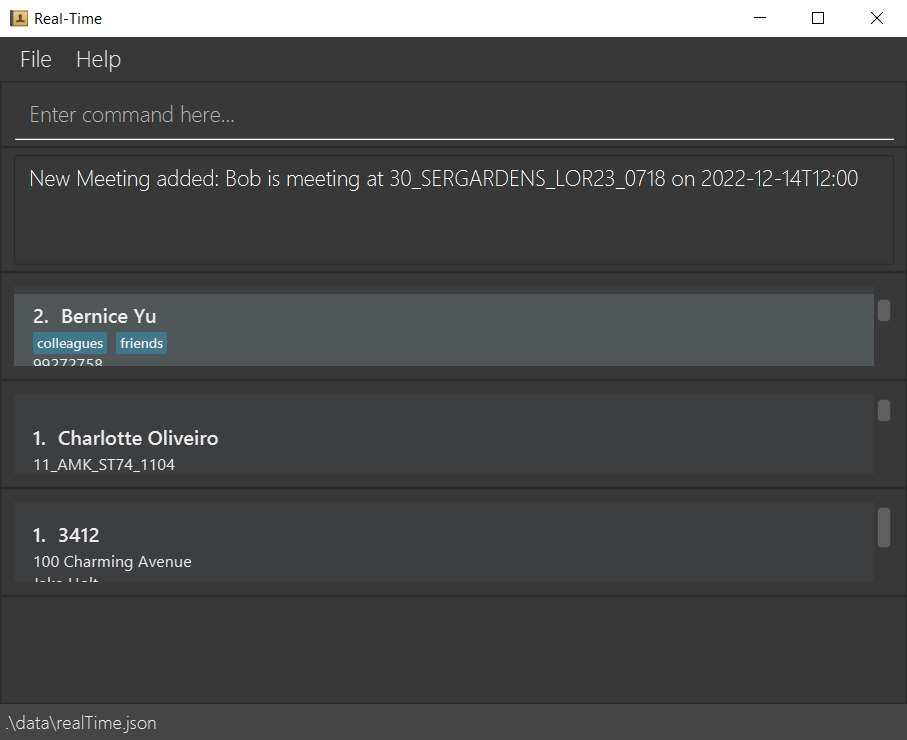 Real-Time
File Help
Enter command here...
New Meeting added: Bob is meeting at 30_SERGARDENS_LOR23_0718 on 2022-12-14T12:00
2. Bernice Yu
colleagues friends
99272758
1. Charlotte Oliveiro
11_AMK_ST74_1104
1. 3412
100 Charming Avenue
Jake Holt
.\data\realTime.json